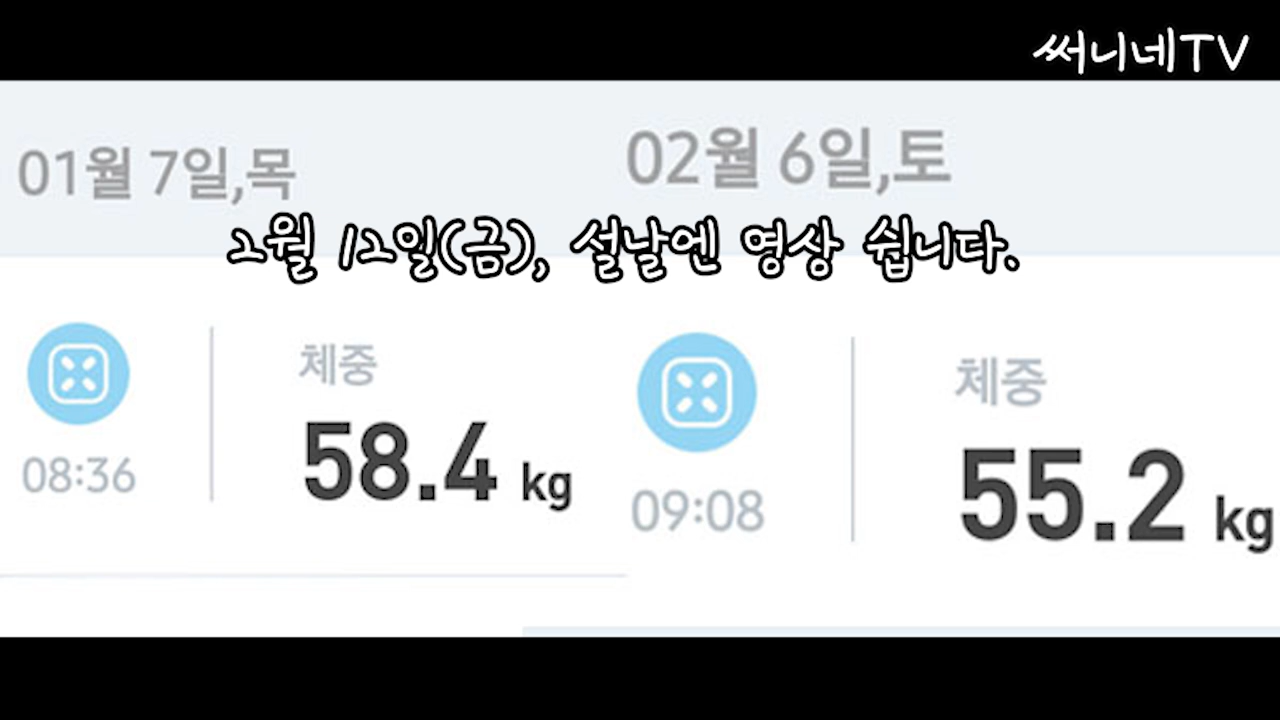 써니네TV
01월 7일,목
02월 6일,토
2월 12일(금), 설날엔 영상 쉽니다.
체중
58.4 kg
08:36
체중
55.2 kg
09:08